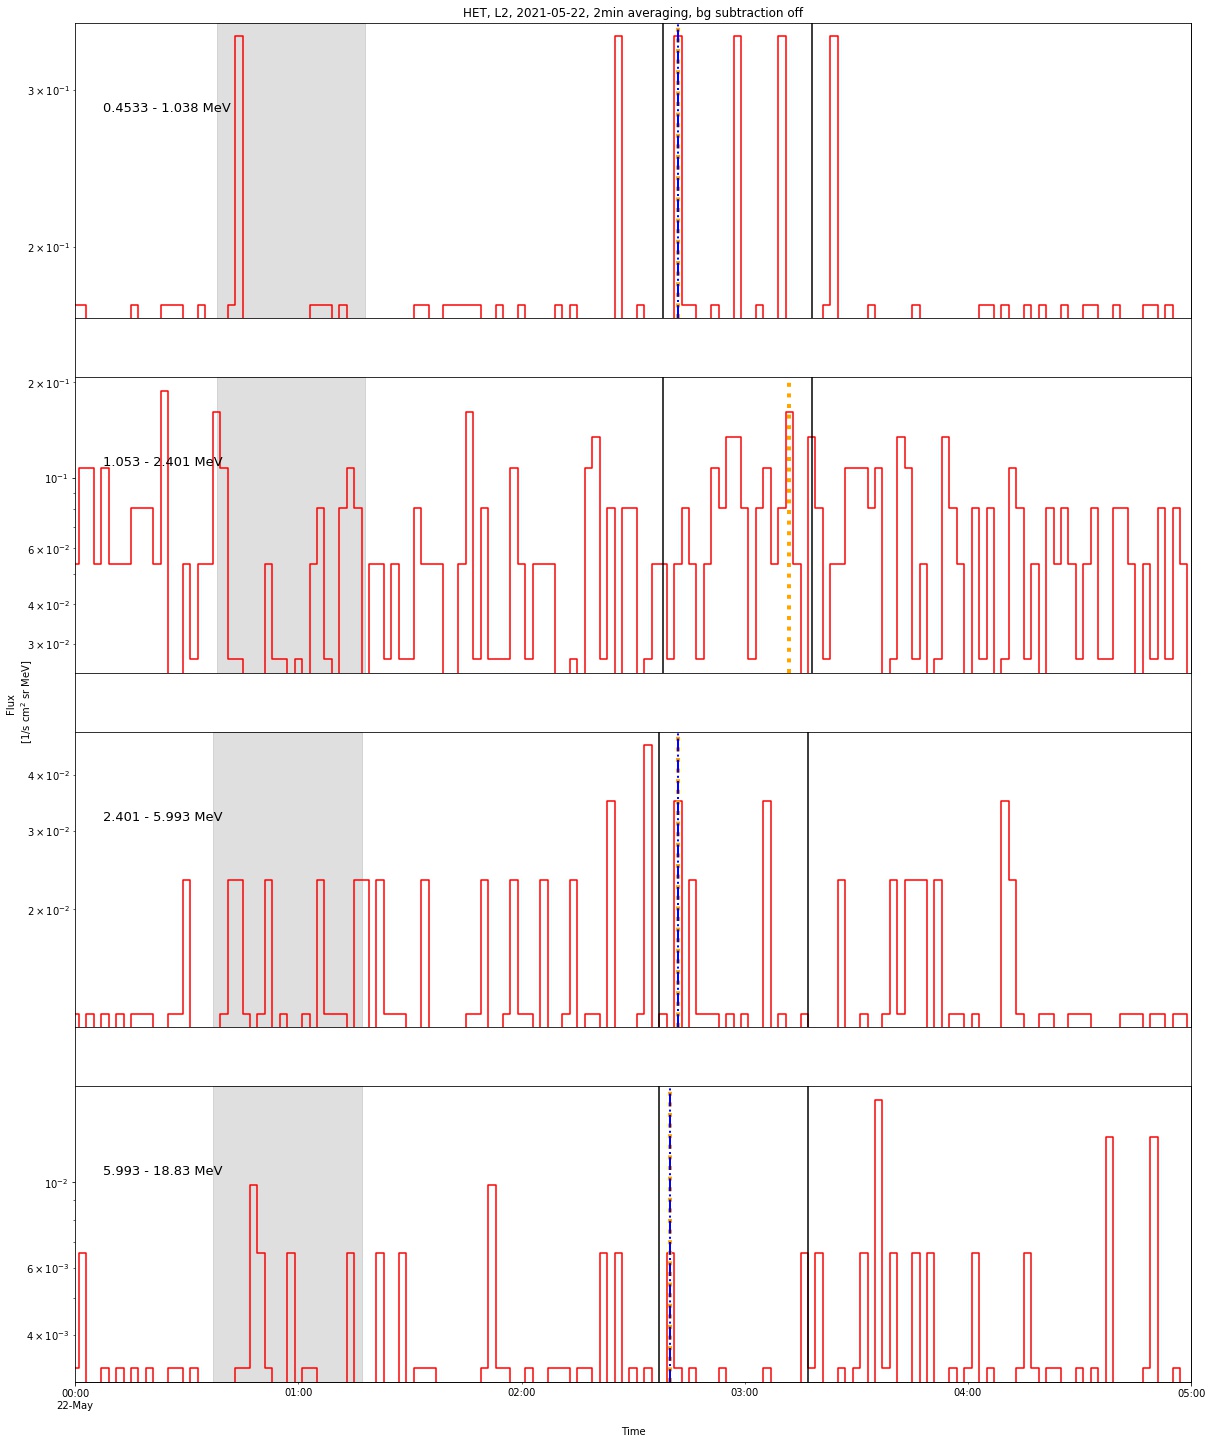 HET, L2, 2021-05-22, 2min averaging, bg subtraction off
3 × 10⁻¹
0.4533 - 1.038 MeV
2 × 10⁻¹
2 × 10⁻¹
1.053 - 2.401 MeV
10⁻¹
6 × 10⁻²
4 × 10⁻²
3 × 10⁻²
Flux
[1/s cm² sr MeV]
4 × 10⁻²
3 × 10⁻²
2.401 - 5.993 MeV
2 × 10⁻²
5.993 - 18.83 MeV
10⁻²
6 × 10⁻³
4 × 10⁻³
00:00 01:00 02:00 03:00 04:00 05:00
22-May
Time